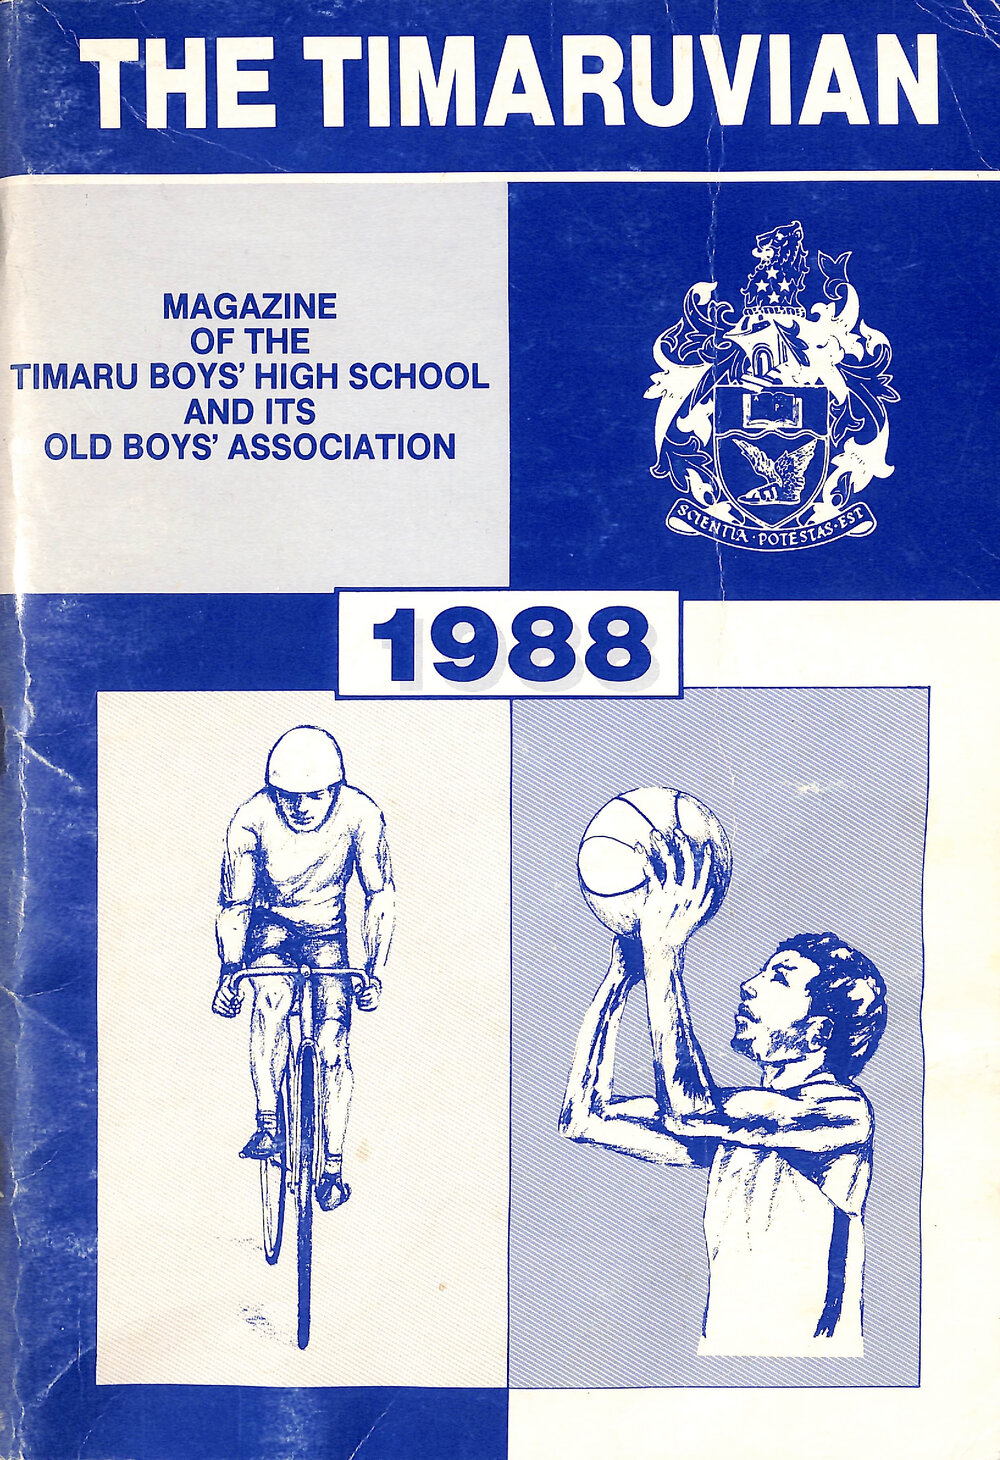 THE TIMARUVIAN
MAGAZINE
OF THE
TIMARU BOYS' HIGH SCHOOL
AND ITS
OLD BOYS' ASSOCIATION
SCIENTIA · POTESTAS · EST
1988